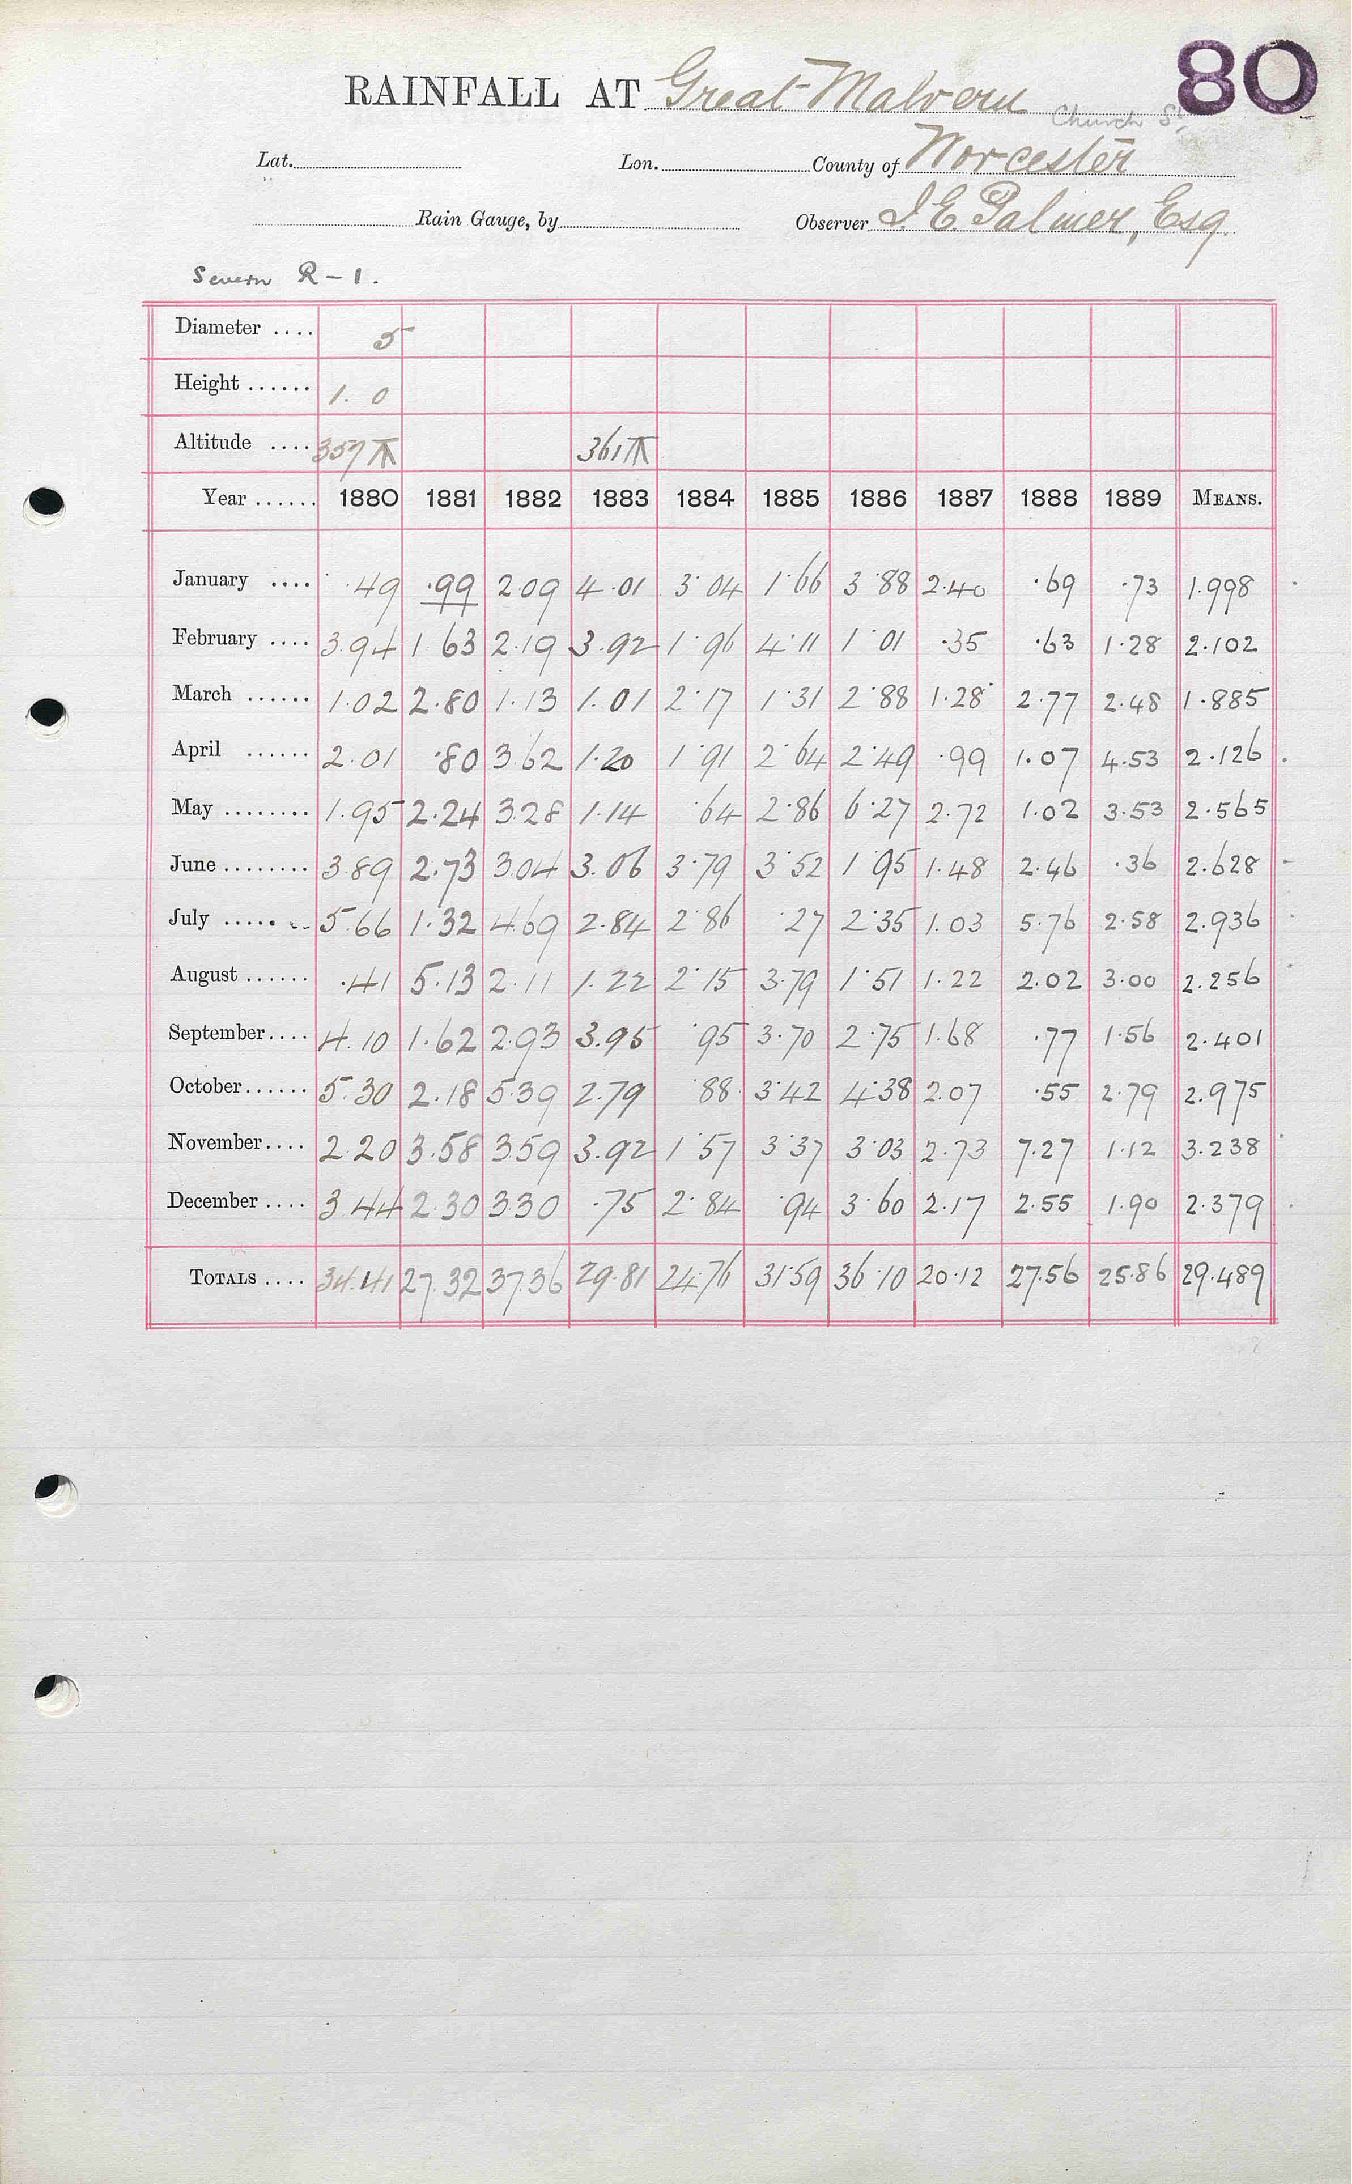 80
RAINFALL AT Great Malvern
Church St.
Lat. Lon. County of Worcester
Rain Gauge, by Observer I. E. Palmer, Esq
Severn R - 1.
Diameter .... 5
Height ...... 1. 0
Altitude .... 357 361
Year ...... 1880 1881 1882 1883 1884 1885 1886 1887 1888 1889 MEANS.
January .... .49 .99 2.09 4.01 3.04 1.66 3.88 2.40 .69 .73 1.998
February .... 3.94 1.63 2.19 3.92 1.96 4.11 1.01 .35 .63 1.28 2.102
March ...... 1.02 2.80 1.13 1.01 2.17 1.31 2.88 1.28 2.77 2.48 1.885
April ...... 2.01 .80 3.62 1.20 1.91 2.64 2.49 .99 1.07 4.53 2.126
May ........ 1.95 2.24 3.28 1.14 .64 2.86 6.27 2.72 1.02 3.53 2.565
June ........ 3.89 2.73 3.04 3.06 3.79 3.52 1.95 1.48 2.46 .36 2.628
July ........ 5.66 1.32 4.69 2.84 2.86 .27 2.35 1.03 5.76 2.58 2.936
August ...... .41 5.13 2.11 1.22 2.15 3.79 1.51 1.22 2.02 3.00 2.256
September.... 4.10 1.62 2.93 3.95 .95 3.70 2.75 1.68 .77 1.56 2.401
October...... 5.30 2.18 5.39 2.79 .88 3.42 4.38 2.07 .55 2.79 2.975
November.... 2.20 3.58 3.59 3.92 1.57 3.37 3.03 2.73 7.27 1.12 3.238
December .... 3.44 2.30 3.30 .75 2.84 .94 3.60 2.17 2.55 1.90 2.379
TOTALS .... 34.41 27.32 37.36 29.81 24.76 31.59 36.10 20.12 27.56 25.86 29.489